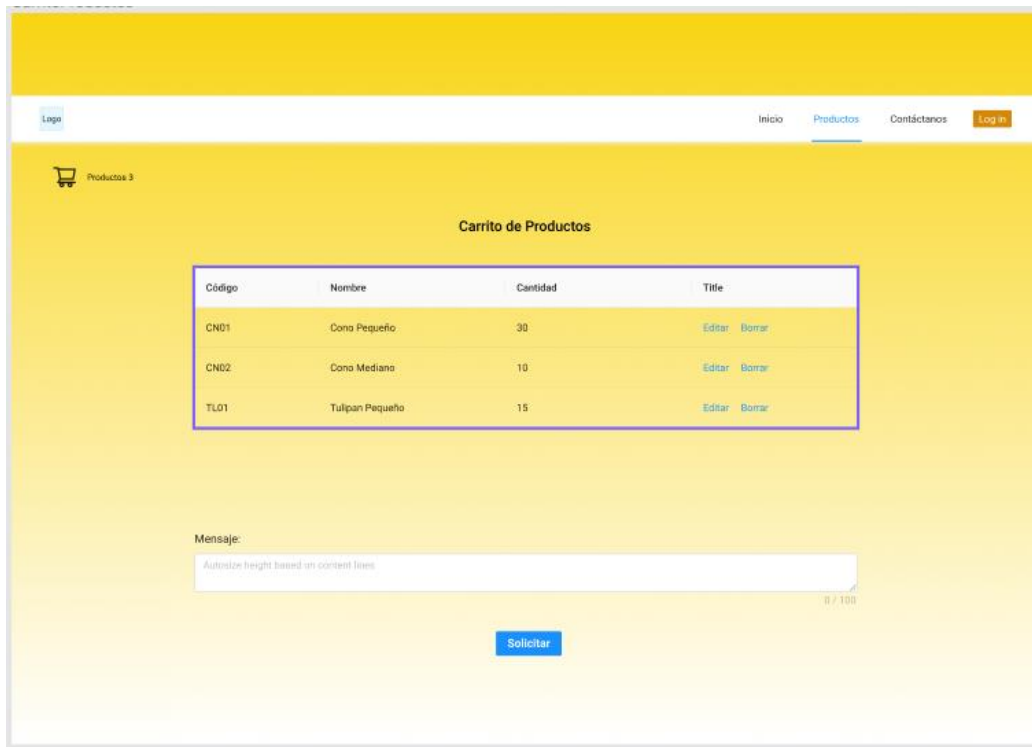 Logo
Inicio Productos Contáctanos Log in
Productos 3
Carrito de Productos
Código Nombre Cantidad Title
CN01 Cono Pequeño 30 Editar Borrar
CN02 Cono Mediano 10 Editar Borrar
TL01 Tulipan Pequeño 15 Editar Borrar
Mensaje:
Autosize height based on content lines
0 / 100
Solicitar